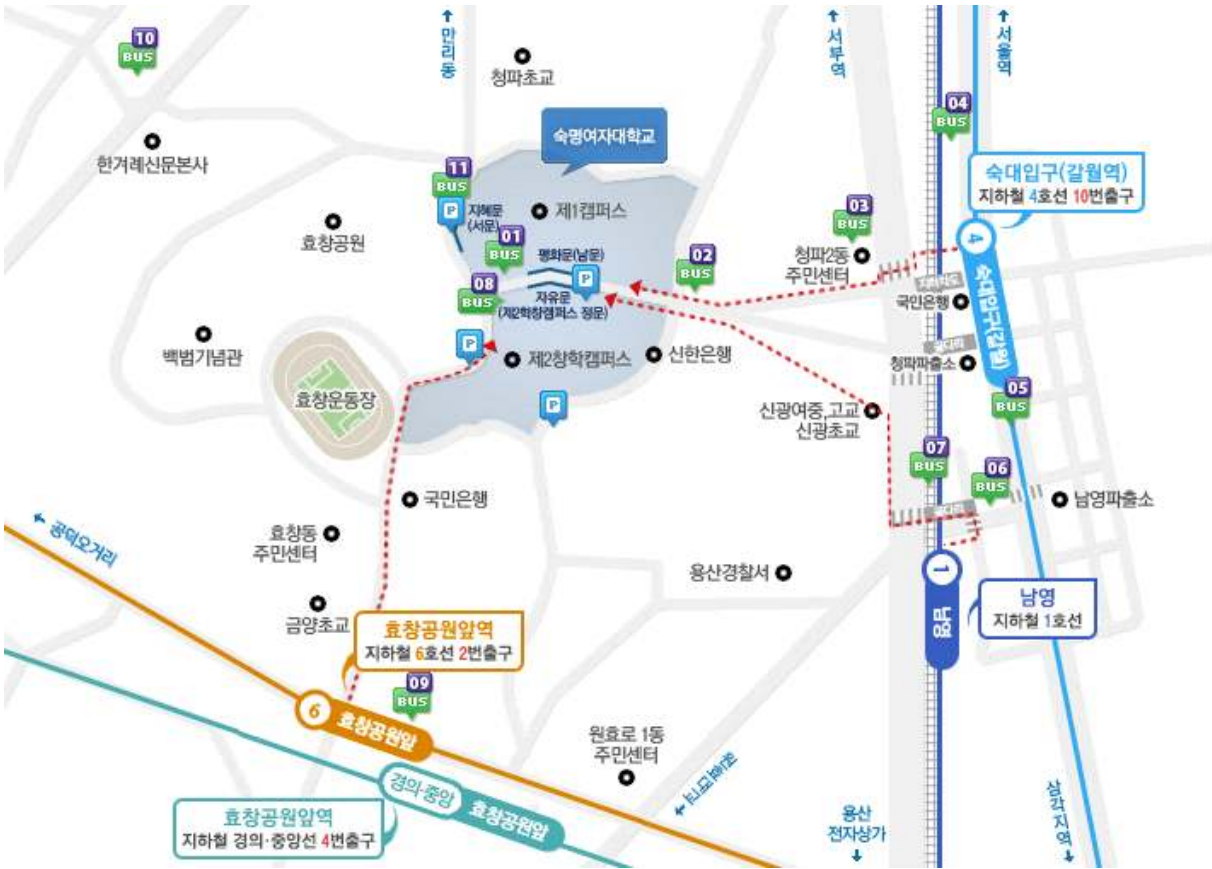 10
BUS
만리동
청파초교
서부역
서울역
04
BUS
숙명여자대학교
한겨레신문본사
11
BUS
P
지혜문
(서문)
제1캠퍼스
숙대입구(갈월역)
지하철 4호선 10번출구
03
BUS
효창공원
01
BUS
평화문(남문)
P
02
BUS
청파2동
주민센터
4
숙대입구(갈월)
08
BUS
자유문
(제2학창캠퍼스 정문)
국민은행
백범기념관
P
제2창학캠퍼스
신한은행
청파파출소
효창운동장
P
신광여중,고교
신광초교
05
BUS
07
BUS
06
BUS
국민은행
남영파출소
공덕오거리
효창동
주민센터
용산경찰서
1
남영
남영
지하철 1호선
금양초교
효창공원앞역
지하철 6호선 2번출구
09
BUS
6
효창공원앞
원효로 1동
주민센터
경의·중앙
효창공원앞
효창공원앞역
지하철 경의·중앙선 4번출구
용산
전자상가
삼각지역